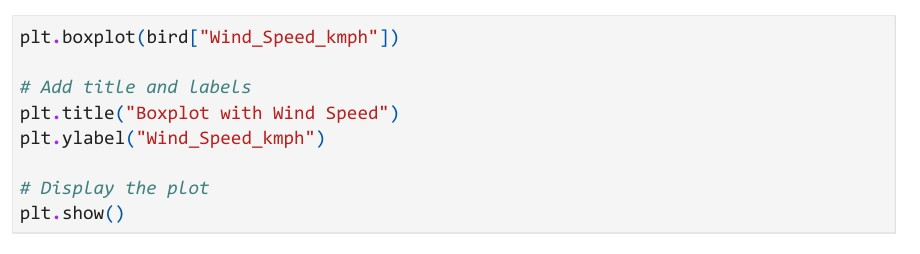 plt.boxplot(bird["Wind_Speed_kmph"])
# Add title and labels
plt.title("Boxplot with Wind Speed")
plt.ylabel("Wind_Speed_kmph")
# Display the plot
plt.show()